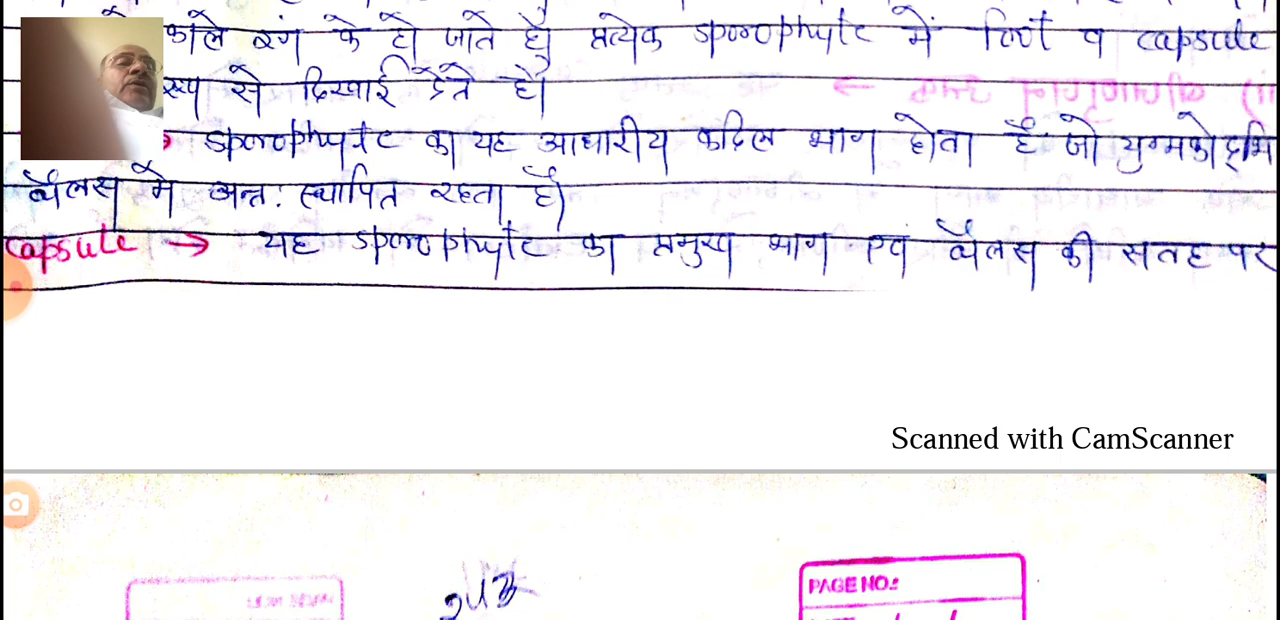 काले रंग के हो जाते है। प्रत्येक sporophyte में foot व capsule
रूप से दिखाई देते है।
sporophyte का यह आधारीय कदिल भाग होता है जो युग्मकोद्भि
थैलस मे अन्त: स्थापित रहता है।
capsule → यह sporophyte का प्रमुख भाग एवं थैलस की सतह पर
Scanned with CamScanner
PAGE NO.: